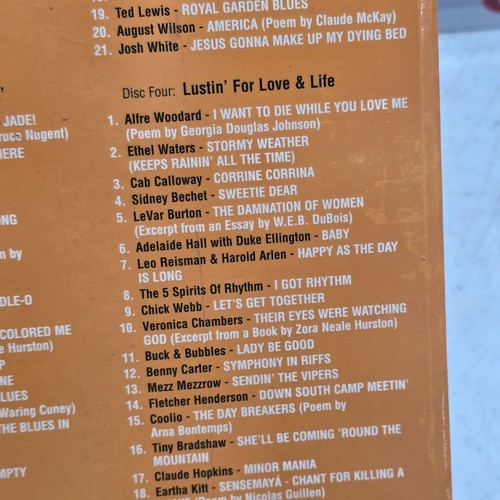 19. Ted Lewis - ROYAL GARDEN BLUES
20. August Wilson - AMERICA (Poem by Claude McKay)
21. Josh White - JESUS GONNA MAKE UP MY DYING BED
Disc Four: Lustin' For Love & Life
1. Alfre Woodard - I WANT TO DIE WHILE YOU LOVE ME
(Poem by Georgia Douglas Johnson)
2. Ethel Waters - STORMY WEATHER
(KEEPS RAININ' ALL THE TIME)
3. Cab Calloway - CORRINE CORRINA
4. Sidney Bechet - SWEETIE DEAR
5. LeVar Burton - THE DAMNATION OF WOMEN
(Excerpt from an Essay by W.E.B. DuBois)
6. Adelaide Hall with Duke Ellington - BABY
7. Leo Reisman & Harold Arlen - HAPPY AS THE DAY
IS LONG
8. The 5 Spirits Of Rhythm - I GOT RHYTHM
9. Chick Webb - LET'S GET TOGETHER
10. Veronica Chambers - THEIR EYES WERE WATCHING
GOD (Excerpt from a Book by Zora Neale Hurston)
11. Buck & Bubbles - LADY BE GOOD
12. Benny Carter - SYMPHONY IN RIFFS
13. Mezz Mezzrow - SENDIN' THE VIPERS
14. Fletcher Henderson - DOWN SOUTH CAMP MEETIN'
15. Coolio - THE DAY BREAKERS (Poem by
Arna Bontemps)
16. Tiny Bradshaw - SHE'LL BE COMING 'ROUND THE
MOUNTAIN
17. Claude Hopkins - MINOR MANIA
18. Eartha Kitt - SENSEMAYÁ - CHANT FOR KILLING A
(Poem by Nicolas Guillen)
JADE!
Nugent)
HERE
by
DLE-O
COLORED ME
Hurston)
BLUES
Waring Cuney)
THE BLUES IN